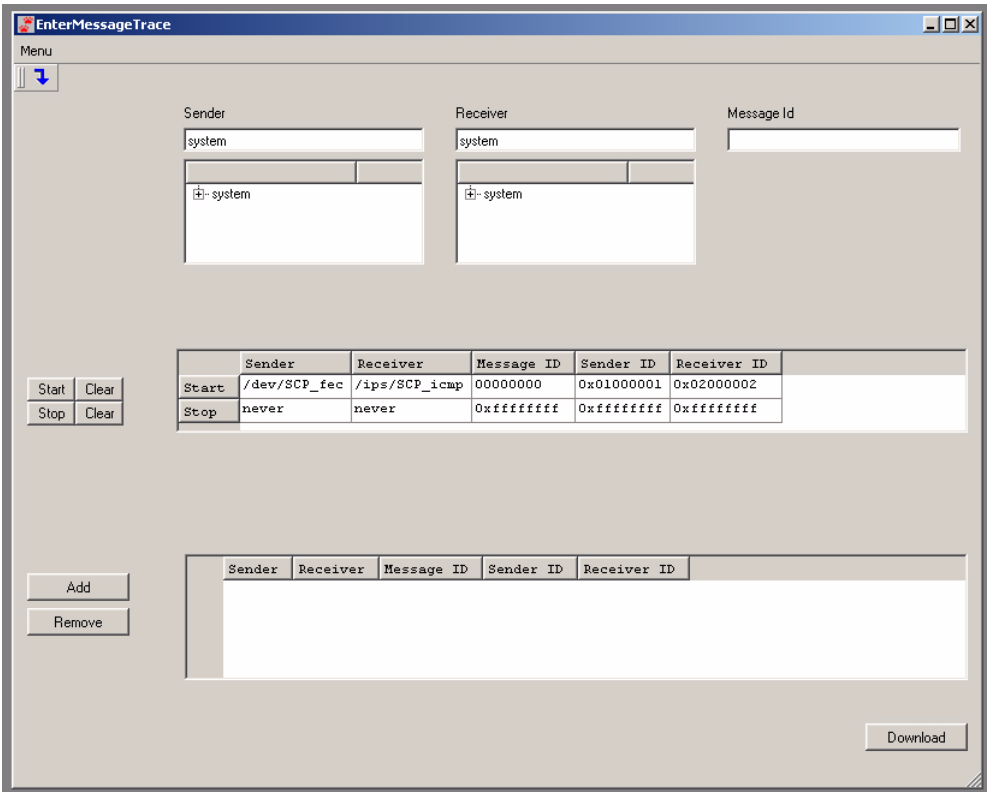 EnterMessageTrace
Menu
Sender Receiver Message Id
system system
system system
Sender Receiver Message ID Sender ID Receiver ID
Start Clear Start /dev/SCP_fec /ips/SCP_icmp 00000000 0x01000001 0x02000002
Stop Clear Stop never never 0xffffffff 0xffffffff 0xffffffff
Sender Receiver Message ID Sender ID Receiver ID
Add
Remove
Download